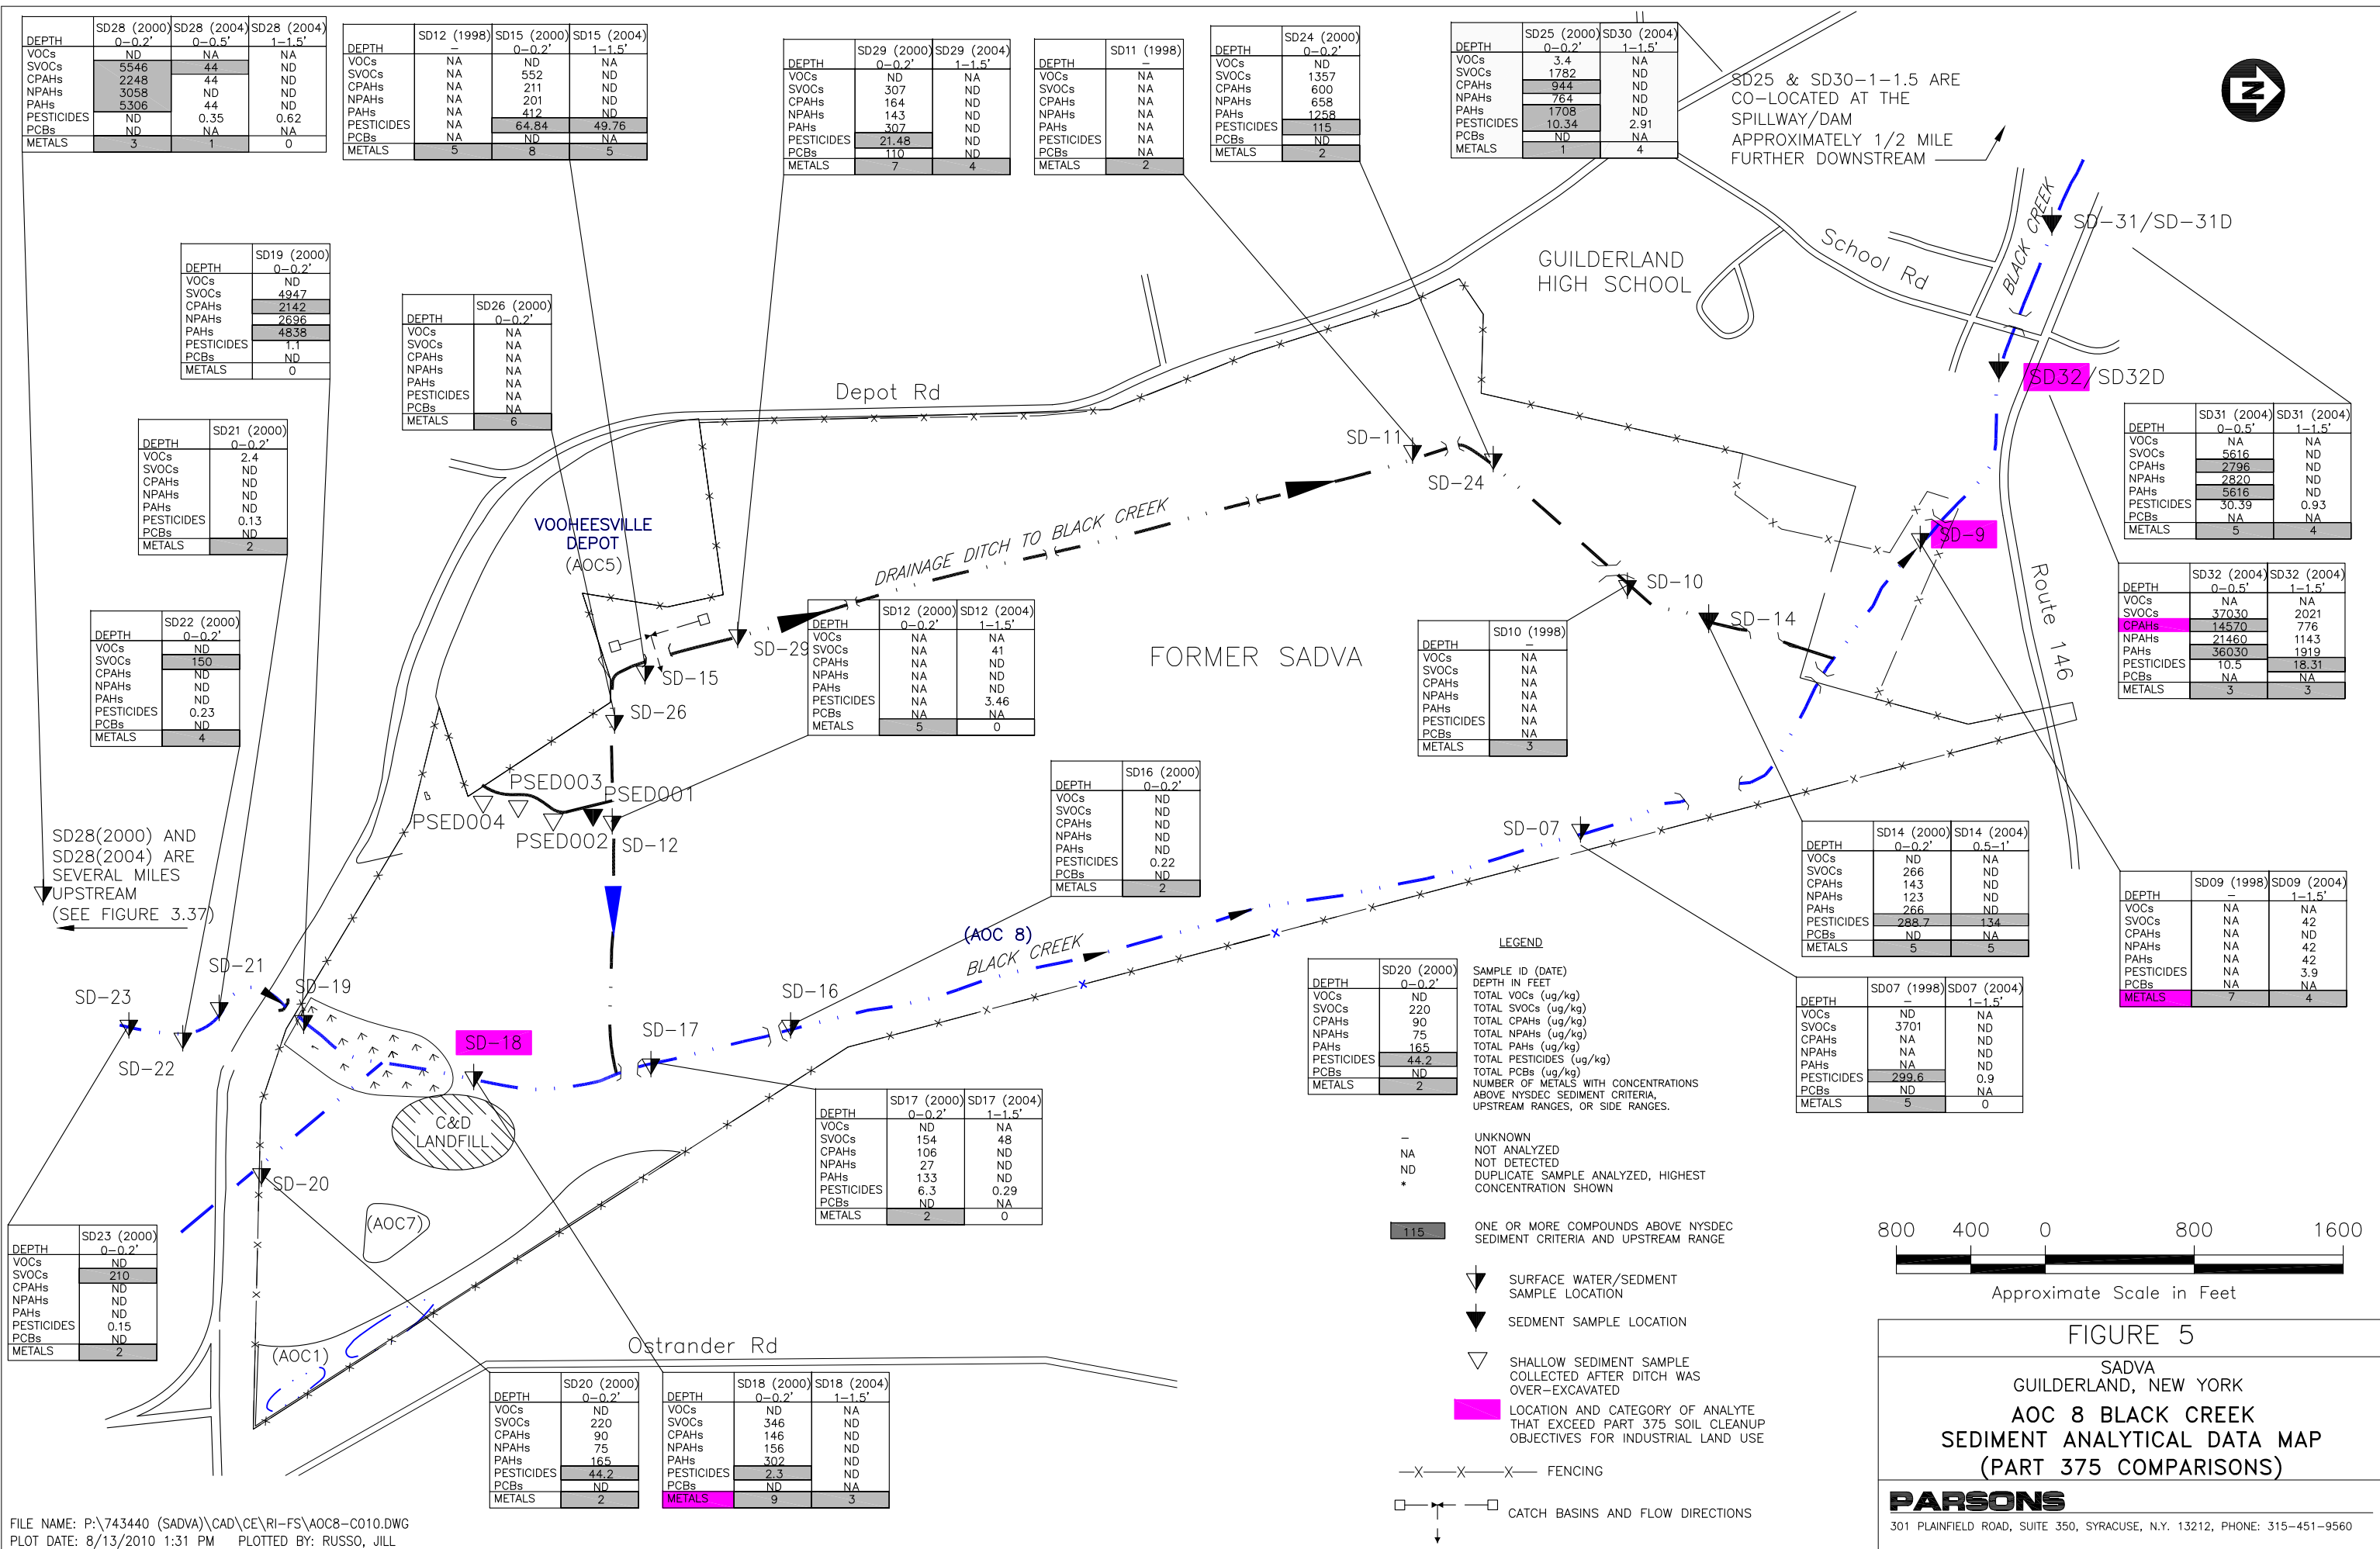 SD28 (2000) SD28 (2004) SD28 (2004)
DEPTH 0-0.2' 0-0.5' 1-1.5'
VOCs ND NA NA
SVOCs 5546 44 ND
CPAHs 2248 44 ND
NPAHs 3058 ND ND
PAHs 5306 44 ND
PESTICIDES ND 0.35 0.62
PCBs ND NA NA
METALS 3 1 0
SD12 (1998) SD15 (2000) SD15 (2004)
DEPTH – 0-0.2' 1-1.5'
VOCs NA ND NA
SVOCs NA 552 ND
CPAHs NA 211 ND
NPAHs NA 201 ND
PAHs NA 412 ND
PESTICIDES NA 64.84 49.76
PCBs NA ND NA
METALS 5 8 5
SD29 (2000) SD29 (2004)
DEPTH 0-0.2' 1-1.5'
VOCs ND NA
SVOCs 307 ND
CPAHs 164 ND
NPAHs 143 ND
PAHs 307 ND
PESTICIDES 21.48 ND
PCBs 110 ND
METALS 7 4
SD11 (1998)
DEPTH –
VOCs NA
SVOCs NA
CPAHs NA
NPAHs NA
PAHs NA
PESTICIDES NA
PCBs NA
METALS 2
SD24 (2000)
DEPTH 0-0.2'
VOCs ND
SVOCs 1357
CPAHs 600
NPAHs 658
PAHs 1258
PESTICIDES 115
PCBs ND
METALS 2
SD25 (2000) SD30 (2004)
DEPTH 0-0.2' 1-1.5'
VOCs 3.4 NA
SVOCs 1782 ND
CPAHs 944 ND
NPAHs 764 ND
PAHs 1708 ND
PESTICIDES 10.34 2.91
PCBs ND NA
METALS 1 4
SD25 & SD30-1-1.5 ARE
CO-LOCATED AT THE
SPILLWAY/DAM
APPROXIMATELY 1/2 MILE
FURTHER DOWNSTREAM
N
SD19 (2000)
DEPTH 0-0.2'
VOCs ND
SVOCs 4947
CPAHs 2142
NPAHs 2696
PAHs 4838
PESTICIDES 1.1
PCBs ND
METALS 0
SD26 (2000)
DEPTH 0-0.2'
VOCs NA
SVOCs NA
CPAHs NA
NPAHs NA
PAHs NA
PESTICIDES NA
PCBs NA
METALS 6
GUILDERLAND
HIGH SCHOOL
School Rd
BLACK CREEK
SD-31/SD-31D
SD32/SD32D
Depot Rd
SD21 (2000)
DEPTH 0-0.2'
VOCs 2.4
SVOCs ND
CPAHs ND
NPAHs ND
PAHs ND
PESTICIDES 0.13
PCBs ND
METALS 2
SD31 (2004) SD31 (2004)
DEPTH 0-0.5' 1-1.5'
VOCs NA NA
SVOCs 5616 ND
CPAHs 2796 ND
NPAHs 2820 ND
PAHs 5616 ND
PESTICIDES 30.39 0.93
PCBs NA NA
METALS 5 4
SD-11
SD-24
VOOHEESVILLE
DEPOT
(AOC5)
DRAINAGE DITCH TO BLACK CREEK
SD-9
SD-10
SD-14
Route 146
SD32 (2004) SD32 (2004)
DEPTH 0-0.5' 1-1.5'
VOCs NA NA
SVOCs 37030 2021
CPAHs 14570 776
NPAHs 21460 1143
PAHs 36030 1919
PESTICIDES 10.5 18.31
PCBs NA NA
METALS 3 3
SD22 (2000)
DEPTH 0-0.2'
VOCs ND
SVOCs 150
CPAHs ND
NPAHs ND
PAHs ND
PESTICIDES 0.23
PCBs ND
METALS 4
SD-29
SD-15
SD-26
SD12 (2000) SD12 (2004)
DEPTH 0-0.2' 1-1.5'
VOCs NA NA
SVOCs NA 41
CPAHs NA ND
NPAHs NA ND
PAHs NA ND
PESTICIDES NA 3.46
PCBs NA NA
METALS 5 0
FORMER SADVA
SD10 (1998)
DEPTH –
VOCs NA
SVOCs NA
CPAHs NA
NPAHs NA
PAHs NA
PESTICIDES NA
PCBs NA
METALS 3
PSED003
PSED001
PSED004
PSED002
SD-12
SD16 (2000)
DEPTH 0-0.2'
VOCs ND
SVOCs ND
CPAHs ND
NPAHs ND
PAHs ND
PESTICIDES 0.22
PCBs ND
METALS 2
SD-07
SD28(2000) AND
SD28(2004) ARE
SEVERAL MILES
UPSTREAM
(SEE FIGURE 3.37)
SD14 (2000) SD14 (2004)
DEPTH 0-0.2' 0.5-1'
VOCs ND NA
SVOCs 266 ND
CPAHs 143 ND
NPAHs 123 ND
PAHs 266 ND
PESTICIDES 288.7 134
PCBs ND NA
METALS 5 5
SD09 (1998) SD09 (2004)
DEPTH – 1-1.5'
VOCs NA NA
SVOCs NA 42
CPAHs NA ND
NPAHs NA 42
PAHs NA 42
PESTICIDES NA 3.9
PCBs NA NA
METALS 7 4
SD-21
SD-19
SD-23
SD-22
SD-18
SD-17
SD-16
(AOC 8)
BLACK CREEK
SD07 (1998) SD07 (2004)
DEPTH – 1-1.5'
VOCs ND NA
SVOCs 3701 ND
CPAHs NA ND
NPAHs NA ND
PAHs NA ND
PESTICIDES 299.6 0.9
PCBs ND NA
METALS 5 0
C&D
LANDFILL
SD-20
(AOC7)
(AOC1)
Ostrander Rd
SD17 (2000) SD17 (2004)
DEPTH 0-0.2' 1-1.5'
VOCs ND NA
SVOCs 154 48
CPAHs 106 ND
NPAHs 27 ND
PAHs 133 ND
PESTICIDES 6.3 0.29
PCBs ND NA
METALS 2 0
SD23 (2000)
DEPTH 0-0.2'
VOCs ND
SVOCs 210
CPAHs ND
NPAHs ND
PAHs ND
PESTICIDES 0.15
PCBs ND
METALS 2
SD20 (2000)
DEPTH 0-0.2'
VOCs ND
SVOCs 220
CPAHs 90
NPAHs 75
PAHs 165
PESTICIDES 44.2
PCBs ND
METALS 2
SD18 (2000) SD18 (2004)
DEPTH 0-0.2' 1-1.5'
VOCs ND NA
SVOCs 346 ND
CPAHs 146 ND
NPAHs 156 ND
PAHs 302 ND
PESTICIDES 2.3 ND
PCBs ND NA
METALS 9 3
LEGEND
SD20 (2000) SAMPLE ID (DATE)
DEPTH 0-0.2' DEPTH IN FEET
VOCs ND TOTAL VOCs (ug/kg)
SVOCs 220 TOTAL SVOCs (ug/kg)
CPAHs 90 TOTAL CPAHs (ug/kg)
NPAHs 75 TOTAL NPAHs (ug/kg)
PAHs 165 TOTAL PAHs (ug/kg)
PESTICIDES 44.2 TOTAL PESTICIDES (ug/kg)
PCBs ND TOTAL PCBs (ug/kg)
METALS 2 NUMBER OF METALS WITH CONCENTRATIONS
ABOVE NYSDEC SEDIMENT CRITERIA,
UPSTREAM RANGES, OR SIDE RANGES.
– UNKNOWN
NA NOT ANALYZED
ND NOT DETECTED
* DUPLICATE SAMPLE ANALYZED, HIGHEST
CONCENTRATION SHOWN
115 ONE OR MORE COMPOUNDS ABOVE NYSDEC
SEDIMENT CRITERIA AND UPSTREAM RANGE
SURFACE WATER/SEDMENT
SAMPLE LOCATION
SEDMENT SAMPLE LOCATION
SHALLOW SEDIMENT SAMPLE
COLLECTED AFTER DITCH WAS
OVER-EXCAVATED
LOCATION AND CATEGORY OF ANALYTE
THAT EXCEED PART 375 SOIL CLEANUP
OBJECTIVES FOR INDUSTRIAL LAND USE
—X——X——X— FENCING
CATCH BASINS AND FLOW DIRECTIONS
800 400 0 800 1600
Approximate Scale in Feet
FIGURE 5
SADVA
GUILDERLAND, NEW YORK
AOC 8 BLACK CREEK
SEDIMENT ANALYTICAL DATA MAP
(PART 375 COMPARISONS)
PARSONS
301 PLAINFIELD ROAD, SUITE 350, SYRACUSE, N.Y. 13212, PHONE: 315-451-9560
FILE NAME: P:\743440 (SADVA)\CAD\CE\RI-FS\AOC8-C010.DWG
PLOT DATE: 8/13/2010 1:31 PM PLOTTED BY: RUSSO, JILL